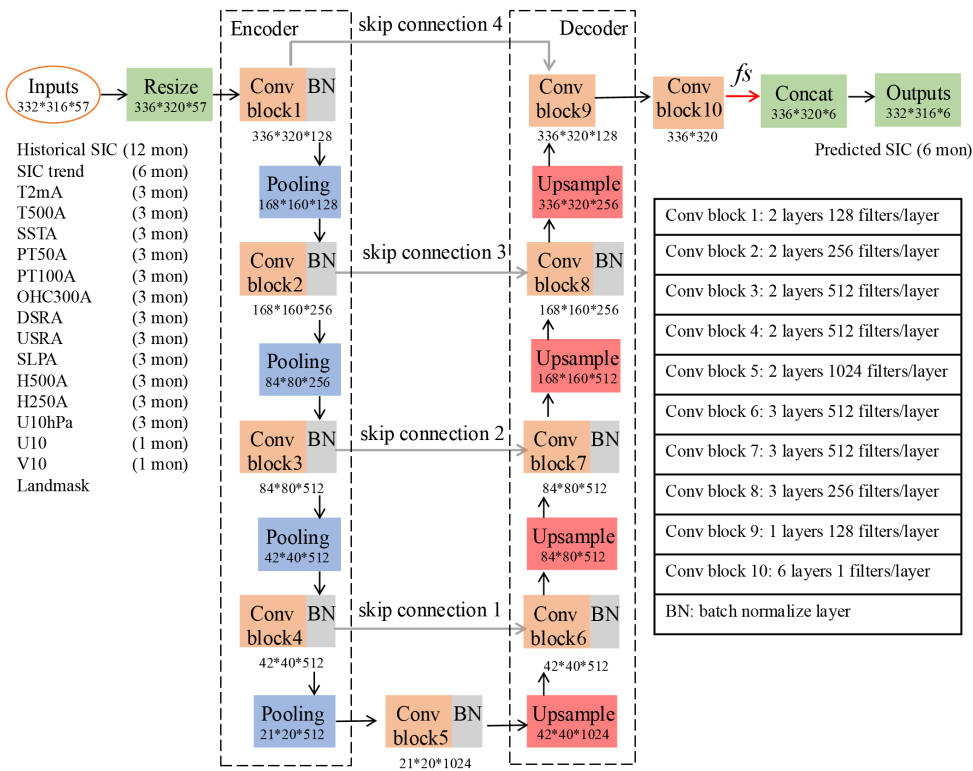 Encoder
skip connection 4
Decoder
Inputs
332*316*57
Resize
336*320*57
Conv
block1
BN
336*320*128
Conv
block9
336*320*128
Conv
block10
336*320
fs
Concat
336*320*6
Outputs
332*316*6
Predicted SIC (6 mon)
Historical SIC (12 mon)
SIC trend (6 mon)
T2mA (3 mon)
T500A (3 mon)
SSTA (3 mon)
PT50A (3 mon)
PT100A (3 mon)
OHC300A (3 mon)
DSRA (3 mon)
USRA (3 mon)
SLPA (3 mon)
H500A (3 mon)
H250A (3 mon)
U10hPa (3 mon)
U10 (1 mon)
V10 (1 mon)
Landmask
Pooling
168*160*128
Upsample
336*320*256
Conv
block2
BN
168*160*256
skip connection 3
Conv
block8
BN
168*160*256
Pooling
84*80*256
Upsample
168*160*512
Conv
block3
BN
84*80*512
skip connection 2
Conv
block7
BN
84*80*512
Pooling
42*40*512
Upsample
84*80*512
Conv
block4
BN
42*40*512
skip connection 1
Conv
block6
BN
42*40*512
Pooling
21*20*512
Conv
block5
BN
21*20*1024
Upsample
42*40*1024
Conv block 1: 2 layers 128 filters/layer
Conv block 2: 2 layers 256 filters/layer
Conv block 3: 2 layers 512 filters/layer
Conv block 4: 2 layers 512 filters/layer
Conv block 5: 2 layers 1024 filters/layer
Conv block 6: 3 layers 512 filters/layer
Conv block 7: 3 layers 512 filters/layer
Conv block 8: 3 layers 256 filters/layer
Conv block 9: 1 layers 128 filters/layer
Conv block 10: 6 layers 1 filters/layer
BN: batch normalize layer